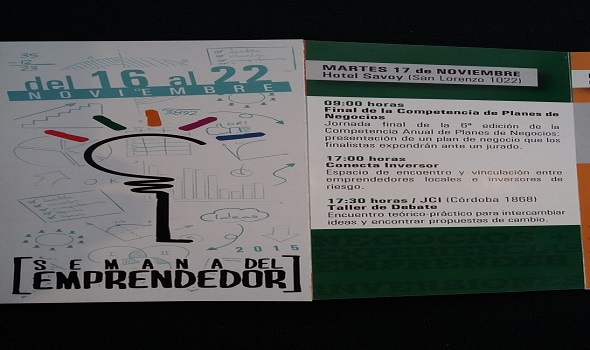 del 16 al 22
NOVIEMBRE
2015
[SEMANA DEL
EMPRENDEDOR]
MARTES 17 de NOVIEMBRE
Hotel Savoy (San Lorenzo 1022)
09:00 horas
Final de la Competencia de Planes de
Negocios
Jornada final de la 6º edición de la
Competencia Anual de Planes de Negocios:
presentación de un plan de negocio que los
finalistas expondrán ante un jurado.
17:00 horas
Conecta Inversor
Espacio de encuentro y vinculación entre
emprendedores locales e inversores de
riesgo.
17:30 horas / JCI (Córdoba 1868)
Taller de Debate
Encuentro teórico-práctico para intercambiar
ideas y encontrar propuestas de cambio.